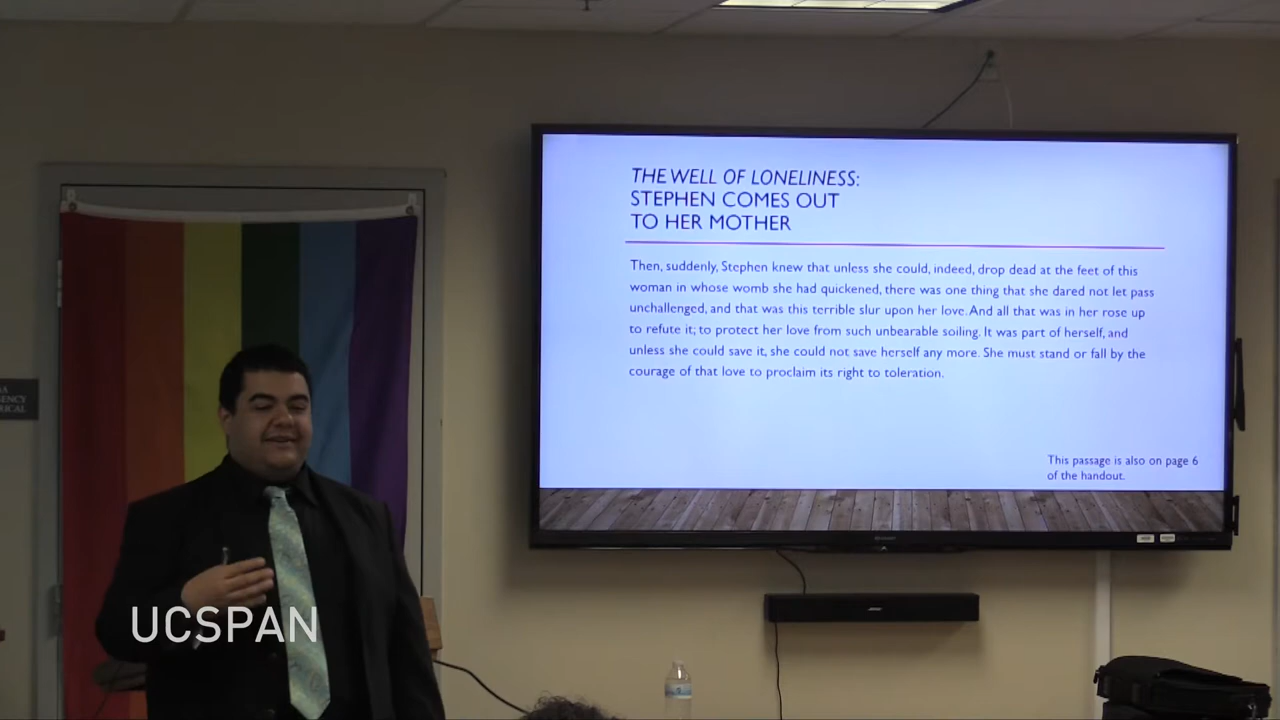 THE WELL OF LONELINESS:
STEPHEN COMES OUT
TO HER MOTHER
Then, suddenly, Stephen knew that unless she could, indeed, drop dead at the feet of this
woman in whose womb she had quickened, there was one thing that she dared not let pass
unchallenged, and that was this terrible slur upon her love. And all that was in her rose up
to refute it; to protect her love from such unbearable soiling. It was part of herself, and
unless she could save it, she could not save herself any more. She must stand or fall by the
courage of that love to proclaim its right to toleration.
This passage is also on page 6
of the handout.
UCSPAN